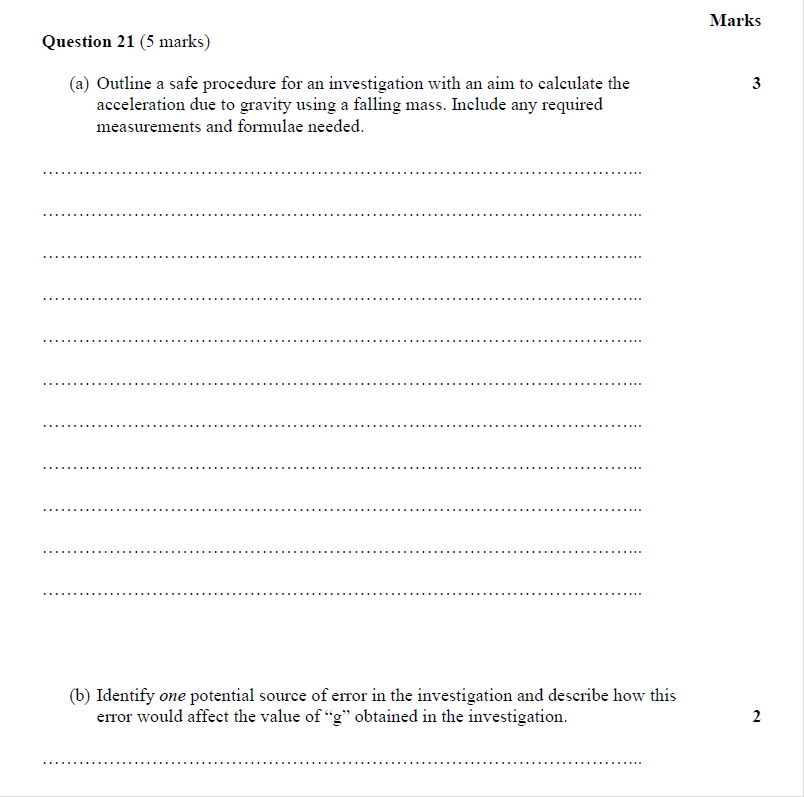 Marks
Question 21 (5 marks)
(a) Outline a safe procedure for an investigation with an aim to calculate the 3
acceleration due to gravity using a falling mass. Include any required
measurements and formulae needed.
(b) Identify one potential source of error in the investigation and describe how this
error would affect the value of “g” obtained in the investigation. 2